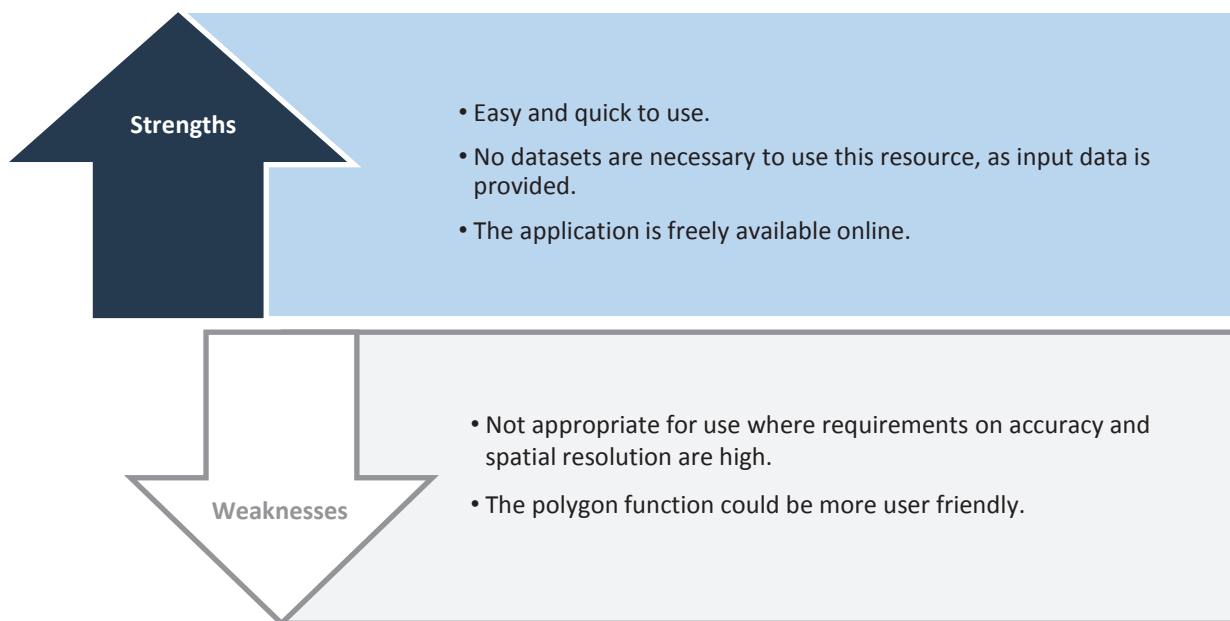 Strengths
• Easy and quick to use.
• No datasets are necessary to use this resource, as input data is
provided.
• The application is freely available online.
• Not appropriate for use where requirements on accuracy and
spatial resolution are high.
Weaknesses
• The polygon function could be more user friendly.